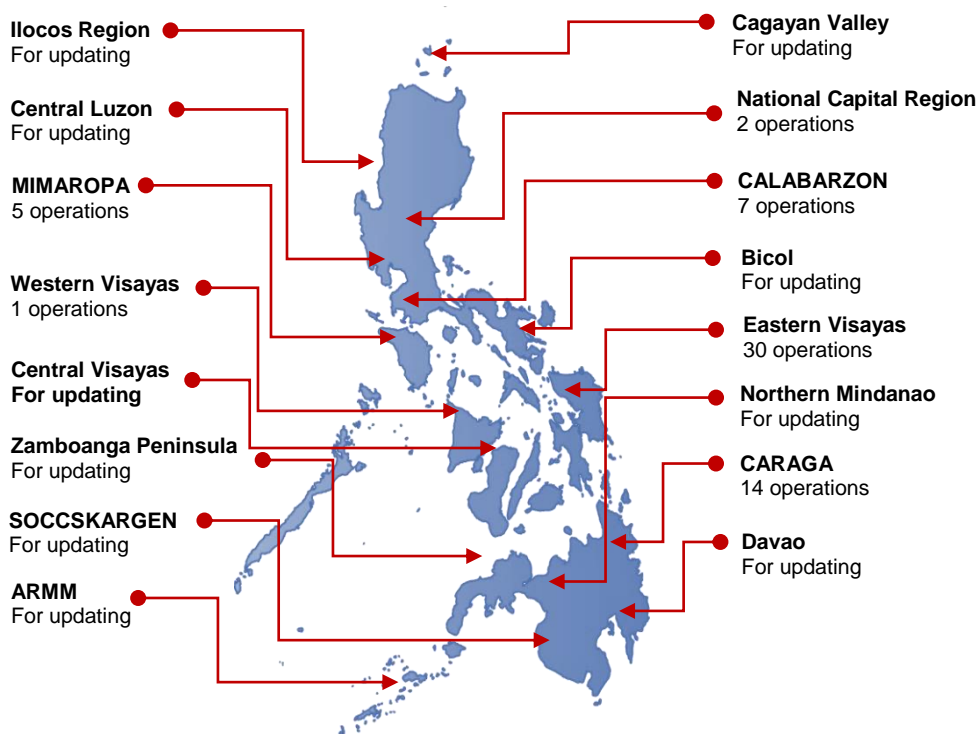 Ilocos Region
For updating
Central Luzon
For updating
MIMAROPA
5 operations
Western Visayas
1 operations
Central Visayas
For updating
Zamboanga Peninsula
For updating
SOCCSKARGEN
For updating
ARMM
For updating
Cagayan Valley
For updating
National Capital Region
2 operations
CALABARZON
7 operations
Bicol
For updating
Eastern Visayas
30 operations
Northern Mindanao
For updating
CARAGA
14 operations
Davao
For updating